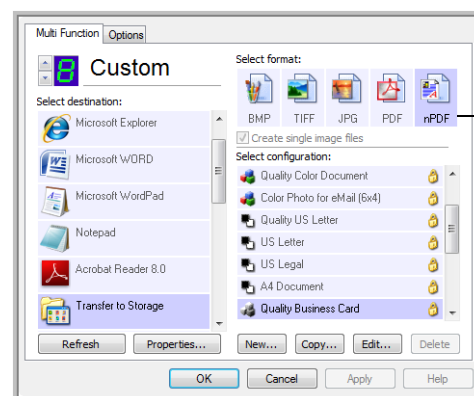 Multi Function
Options
8
Custom
Select destination:
Microsoft Explorer
Microsoft WORD
Microsoft WordPad
Notepad
Acrobat Reader 8.0
Transfer to Storage
Refresh
Properties...
Select format:
BMP
TIFF
JPG
PDF
nPDF
Create single image files
Select configuration:
Quality Color Document
Color Photo for eMail (6x4)
Quality US Letter
US Letter
US Legal
A4 Document
Quality Business Card
New...
Copy...
Edit...
Delete
OK
Cancel
Apply
Help